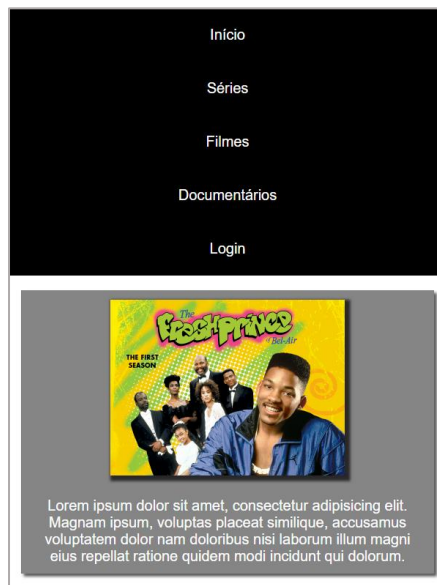 Início
Séries
Filmes
Documentários
Login
The
FRESH PRINCE
of Bel-Air
THE FIRST
SEASON
Lorem ipsum dolor sit amet, consectetur adipisicing elit.
Magnam ipsum, voluptas placeat similique, accusamus
voluptatem dolor nam doloribus nisi laborum illum magni
eius repellat ratione quidem modi incidunt qui dolorum.